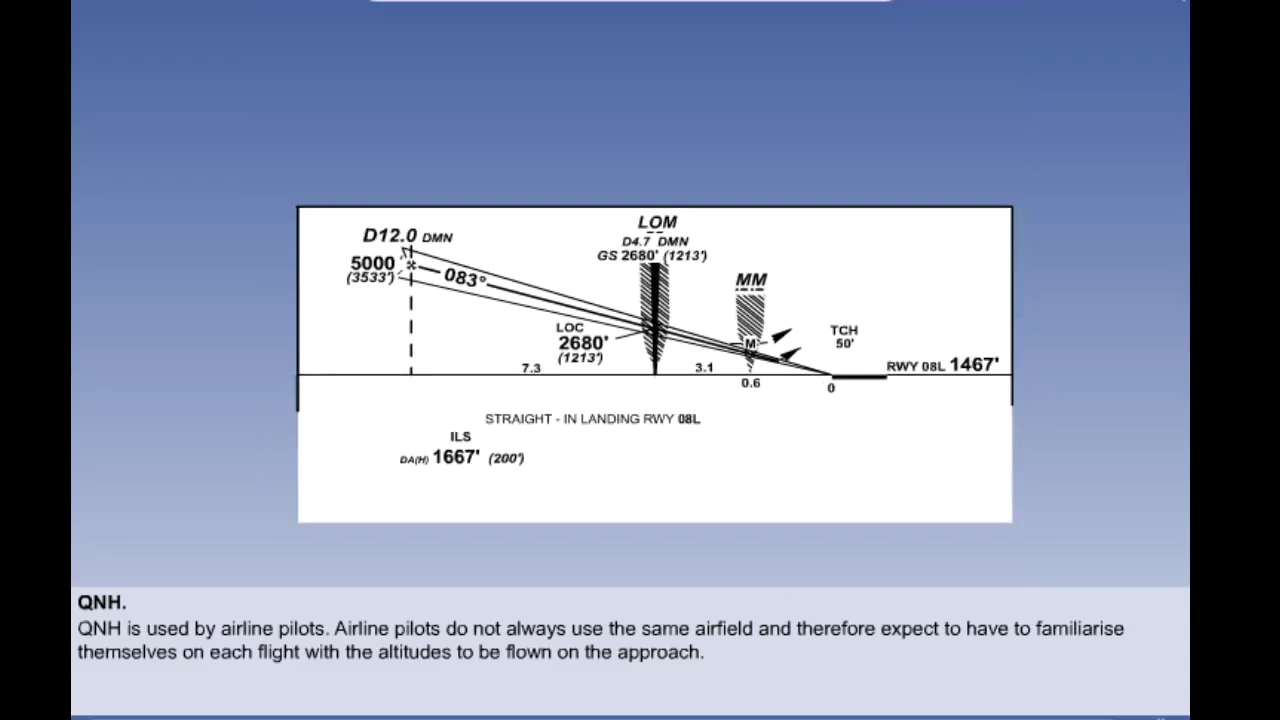 LOM
D12.0 DMN
D4.7 DMN
GS 2680' (1213')
5000
(3533')
083°
MM
LOC
2680'
(1213')
M
TCH
50'
7.3
3.1
RWY 08L 1467'
0.6
0
STRAIGHT - IN LANDING RWY 08L
ILS
DA(H) 1667' (200')
QNH.
QNH is used by airline pilots. Airline pilots do not always use the same airfield and therefore expect to have to familiarise
themselves on each flight with the altitudes to be flown on the approach.